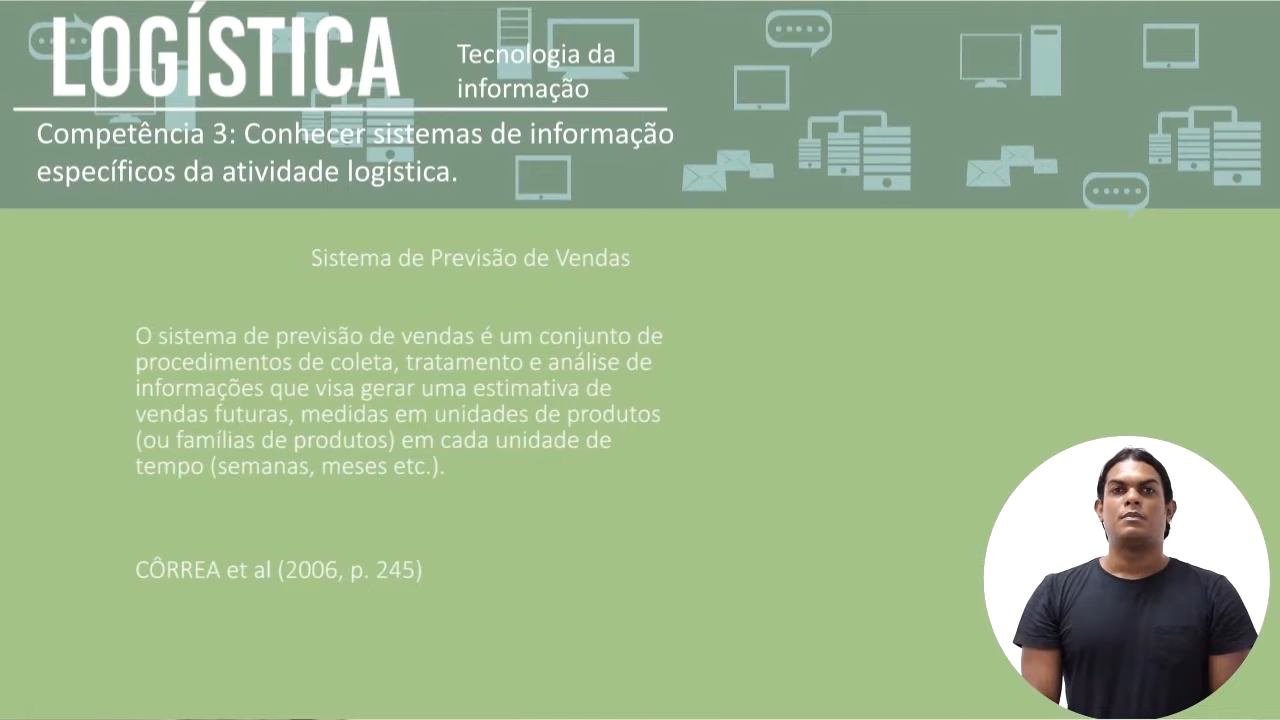 LOGÍSTICA
Tecnologia da
informação
Competência 3: Conhecer sistemas de informação
específicos da atividade logística.
Sistema de Previsão de Vendas
O sistema de previsão de vendas é um conjunto de
procedimentos de coleta, tratamento e análise de
informações que visa gerar uma estimativa de
vendas futuras, medidas em unidades de produtos
(ou famílias de produtos) em cada unidade de
tempo (semanas, meses etc.).
CÔRREA et al (2006, p. 245)